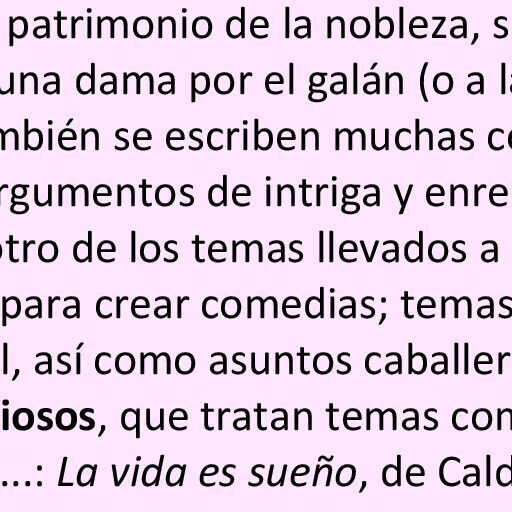 patrimonio de la nobleza, s
una dama por el galán (o a l
mbién se escriben muchas c
rgumentos de intriga y enre
otro de los temas llevados a
para crear comedias; temas
l, así como asuntos caballer
iosos, que tratan temas con
...: La vida es sueño, de Cald